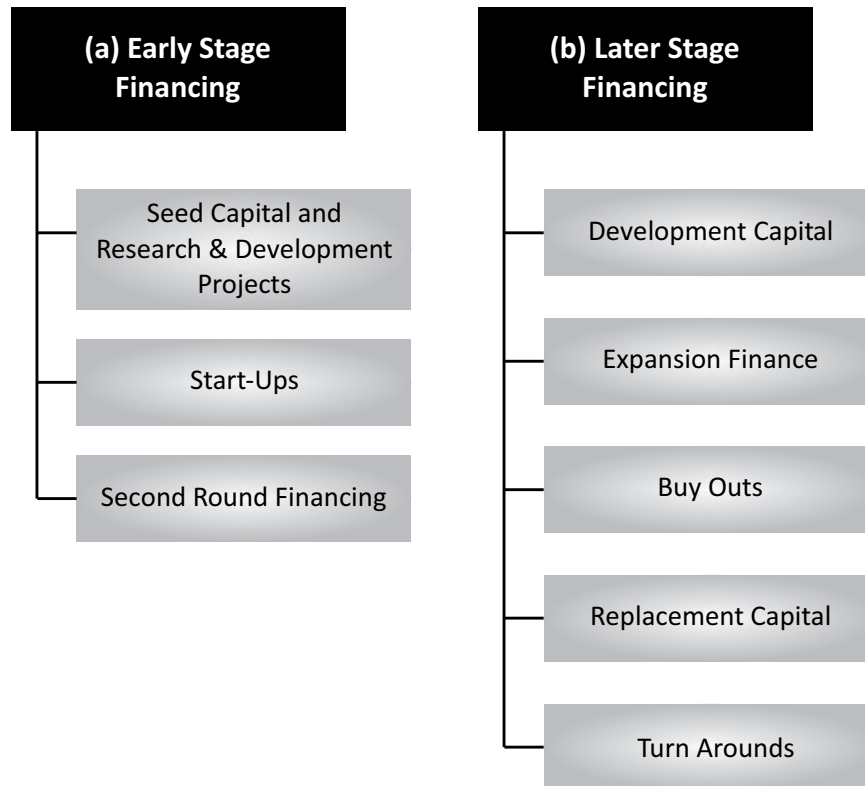 (a) Early Stage
Financing
Seed Capital and
Research & Development
Projects
Start-Ups
Second Round Financing
(b) Later Stage
Financing
Development Capital
Expansion Finance
Buy Outs
Replacement Capital
Turn Arounds